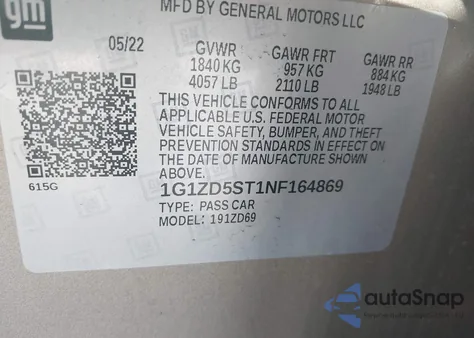 gm
MFD BY GENERAL MOTORS LLC
05/22
GVWR GAWR FRT GAWR RR
1840 KG 957 KG 884 KG
4057 LB 2110 LB 1948 LB
THIS VEHICLE CONFORMS TO ALL
APPLICABLE U.S. FEDERAL MOTOR
VEHICLE SAFETY, BUMPER, AND THEFT
PREVENTION STANDARDS IN EFFECT ON
THE DATE OF MANUFACTURE SHOWN
ABOVE.
615G
1G1ZD5ST1NF164869
TYPE: PASS CAR
MODEL: 191ZD69
autoSnap